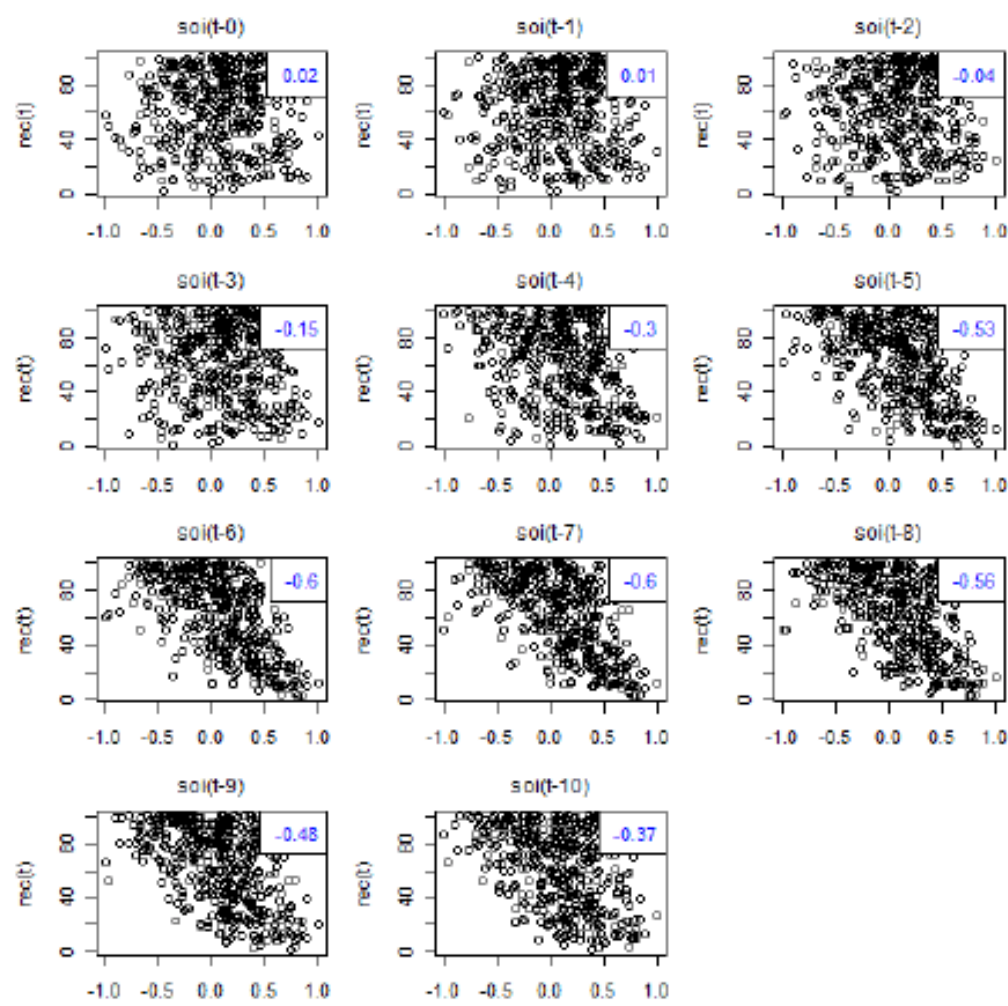 soi(t-0) soi(t-1) soi(t-2)
0.02 0.01 -0.04
rec(t) rec(t) rec(t)
0 40 80 0 40 80 0 40 80
-1.0 -0.5 0.0 0.5 1.0 -1.0 -0.5 0.0 0.5 1.0 -1.0 -0.5 0.0 0.5 1.0
soi(t-3) soi(t-4) soi(t-5)
-0.15 -0.3 -0.53
rec(t) rec(t) rec(t)
0 40 80 0 40 80 0 40 80
-1.0 -0.5 0.0 0.5 1.0 -1.0 -0.5 0.0 0.5 1.0 -1.0 -0.5 0.0 0.5 1.0
soi(t-6) soi(t-7) soi(t-8)
-0.6 -0.6 -0.56
rec(t) rec(t) rec(t)
0 40 80 0 40 80 0 40 80
-1.0 -0.5 0.0 0.5 1.0 -1.0 -0.5 0.0 0.5 1.0 -1.0 -0.5 0.0 0.5 1.0
soi(t-9) soi(t-10)
-0.48 -0.37
rec(t) rec(t)
0 40 80 0 40 80
-1.0 -0.5 0.0 0.5 1.0 -1.0 -0.5 0.0 0.5 1.0